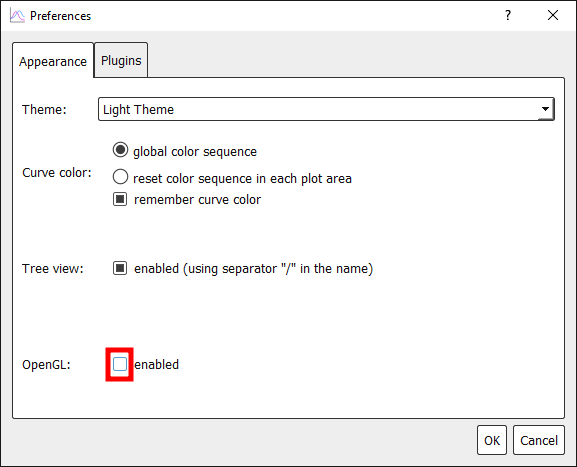 Preferences
?
Appearance
Plugins
Theme:
Light Theme
Curve color:
global color sequence
reset color sequence in each plot area
remember curve color
Tree view:
enabled (using separator "/" in the name)
OpenGL:
enabled
OK
Cancel